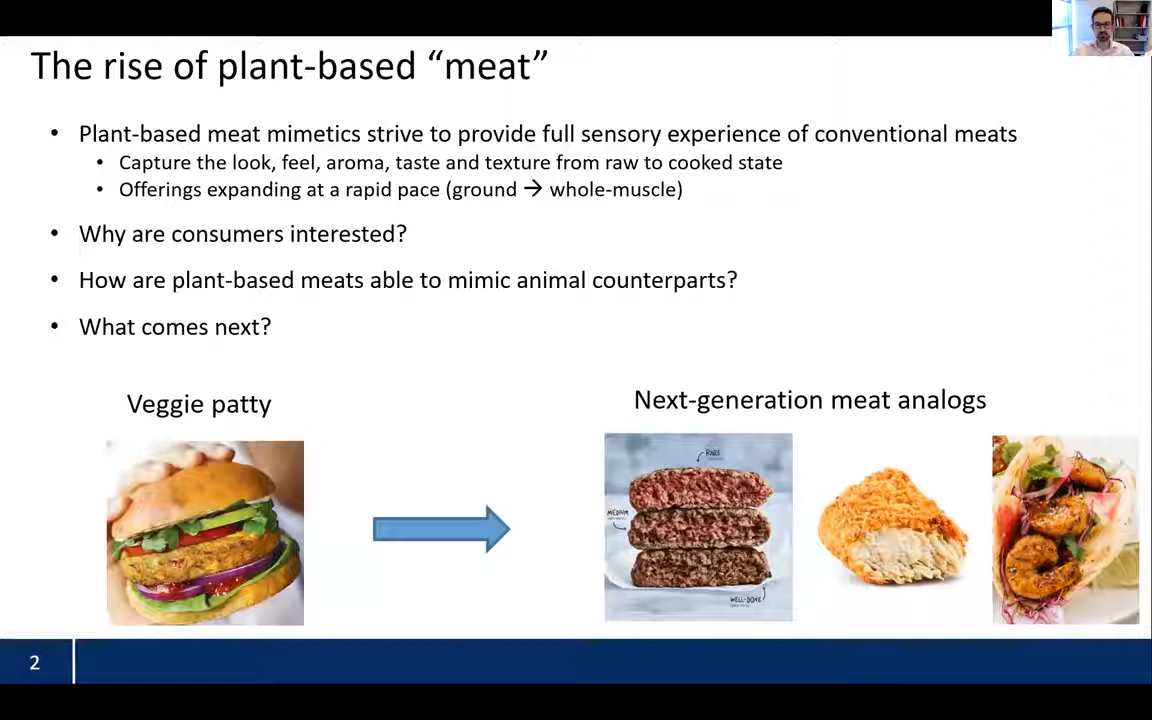 The rise of plant-based “meat”
• Plant-based meat mimetics strive to provide full sensory experience of conventional meats
• Capture the look, feel, aroma, taste and texture from raw to cooked state
• Offerings expanding at a rapid pace (ground → whole-muscle)
• Why are consumers interested?
• How are plant-based meats able to mimic animal counterparts?
• What comes next?
Veggie patty
Next-generation meat analogs
RARE
MEDIUM
WELL-DONE
2